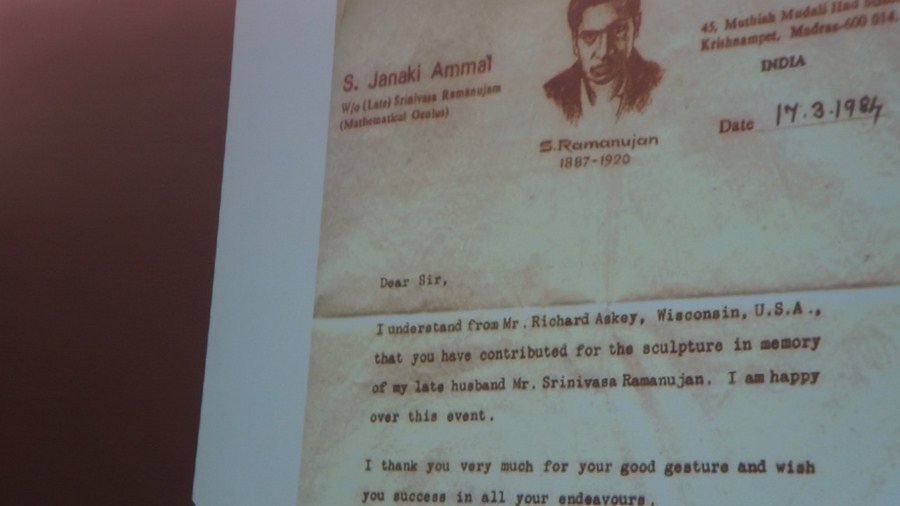 45, Muthiah Mudali
Krishnampet, Madras-600 014.
INDIA
S. Janaki Ammal
W/o (Late) Srinivasa Ramanujam
(Mathematical Genius)
Date 17.3.1984
S.Ramanujan
1887-1920
Dear Sir,
I understand from Mr. Richard Askey, Wisconsin, U.S.A.,
that you have contributed for the sculpture in memory
of my late husband Mr. Srinivasa Ramanujan. I am happy
over this event.
I thank you very much for your good gesture and wish
you success in all your endeavours.